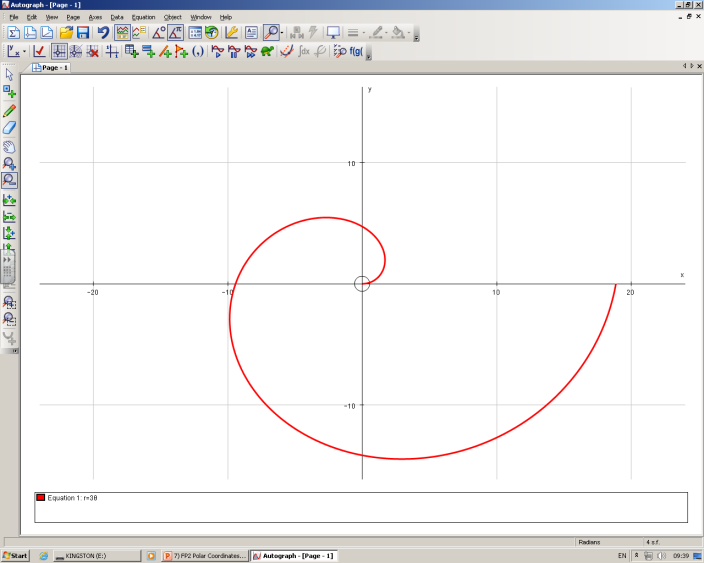 Autograph - [Page - 1]
File Edit View Page Axes Data Equation Object Window Help
f(g(
Page - 1
y
10
x
-20
-10
10
20
-10
Equation 1: r=3θ
Radians
4 s.f.
Start
KINGSTON (E:)
7) FP2 Polar Coordinates...
Autograph - [Page - 1]
EN
09:39